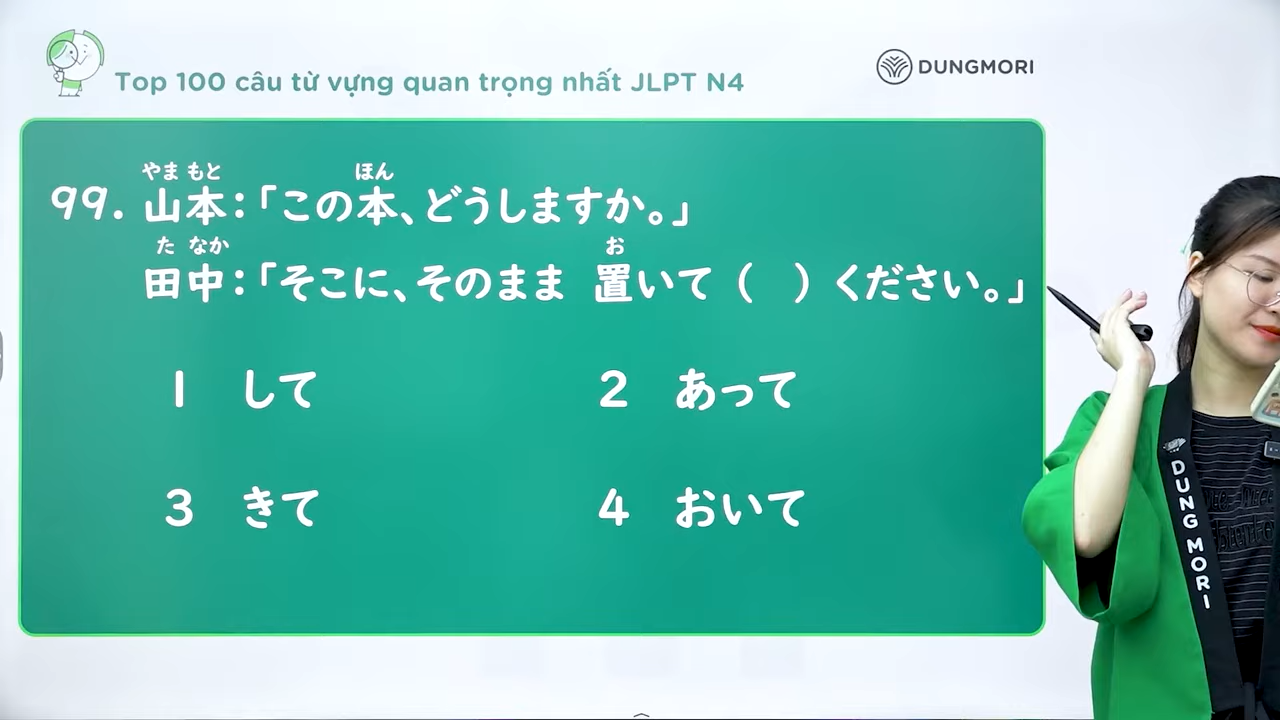 Top 100 câu từ vựng quan trọng nhất JLPT N4
DUNGMORI
やま もと ほん
99. 山本：「この本、どうしますか。」
た なか お
田中：「そこに、そのまま 置いて（ ）ください。」
1 して
2 あって
3 きて
4 おいて
DUNG MORI